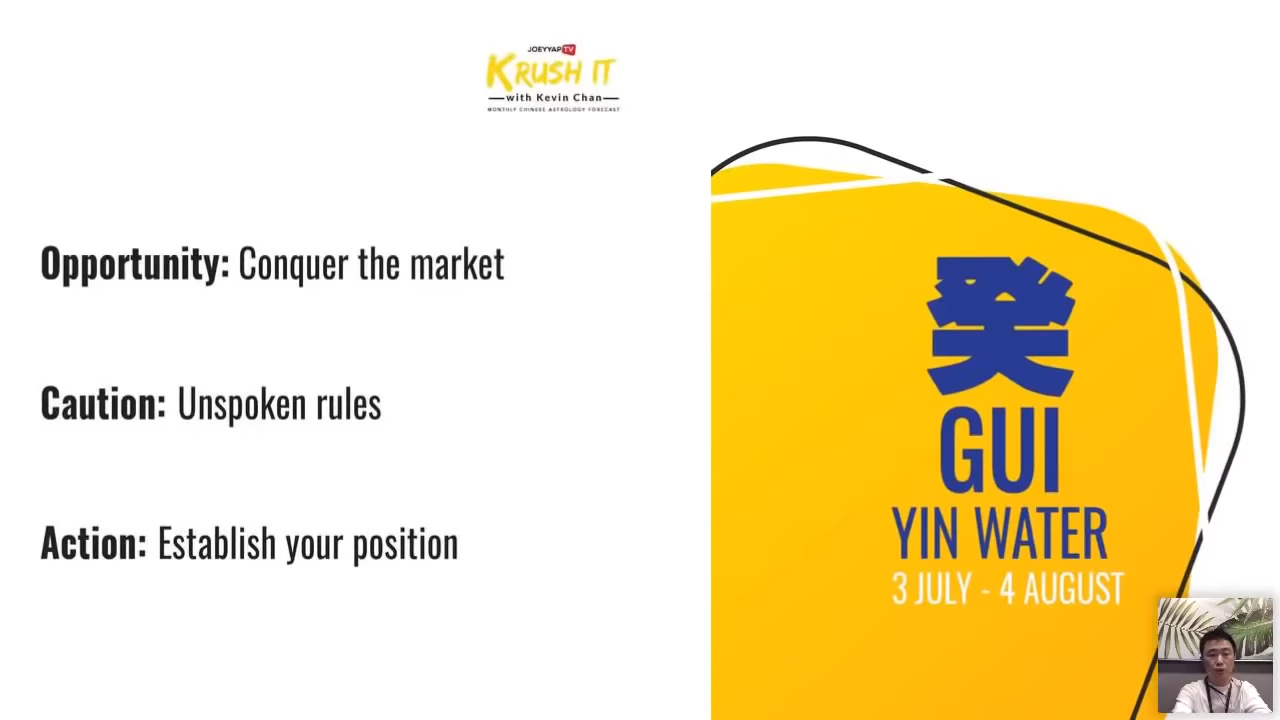 JOEYYAP TV
KRUSH IT
with Kevin Chan
MONTHLY CHINESE ASTROLOGY FORECAST
Opportunity: Conquer the market
Caution: Unspoken rules
Action: Establish your position
癸
GUI
YIN WATER
3 JULY - 4 AUGUST